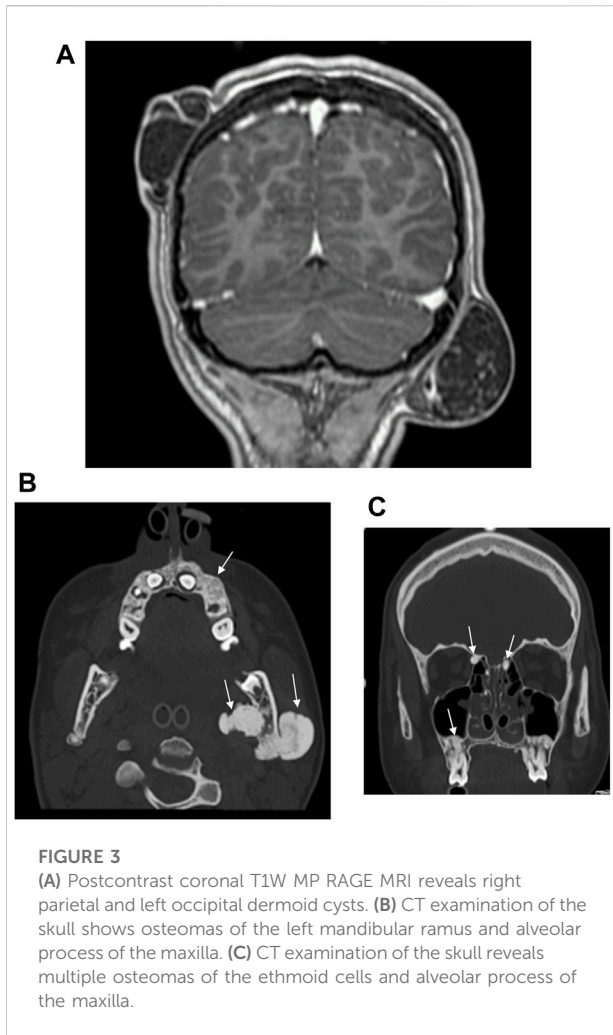 A
B
C
FIGURE 3
(A) Postcontrast coronal T1W MP RAGE MRI reveals right
parietal and left occipital dermoid cysts. (B) CT examination of the
skull shows osteomas of the left mandibular ramus and alveolar
process of the maxilla. (C) CT examination of the skull reveals
multiple osteomas of the ethmoid cells and alveolar process of
the maxilla.